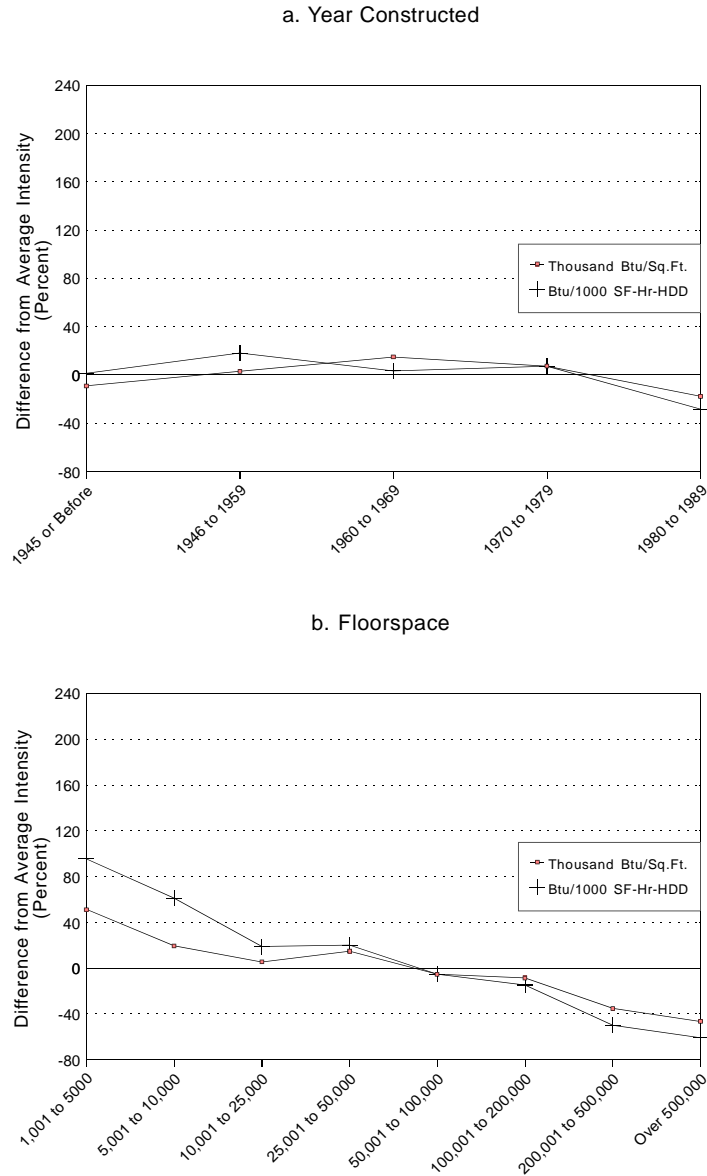 a. Year Constructed
Difference from Average Intensity
(Percent)
240
200
160
120
80
40
0
-40
-80
Thousand Btu/Sq.Ft.
Btu/1000 SF-Hr-HDD
1945 or Before
1946 to 1959
1960 to 1969
1970 to 1979
1980 to 1989
b. Floorspace
Difference from Average Intensity
(Percent)
240
200
160
120
80
40
0
-40
-80
Thousand Btu/Sq.Ft.
Btu/1000 SF-Hr-HDD
1,001 to 5000
5,001 to 10,000
10,001 to 25,000
25,001 to 50,000
50,001 to 100,000
100,001 to 200,000
200,001 to 500,000
Over 500,000